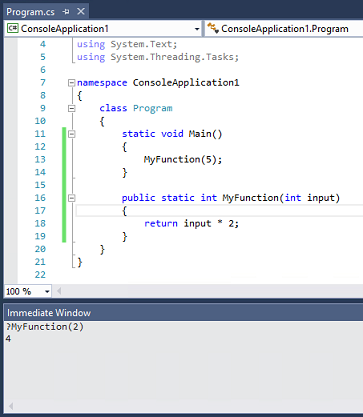 Program.cs
ConsoleApplication1 ConsoleApplication1.Program
4 using System.Text;
5 using System.Threading.Tasks;
6
7 namespace ConsoleApplication1
8 {
9 class Program
10 {
11 static void Main()
12 {
13 MyFunction(5);
14 }
15
16 public static int MyFunction(int input)
17 {
18 return input * 2;
19 }
20 }
21 }
22
100 %
Immediate Window
?MyFunction(2)
4